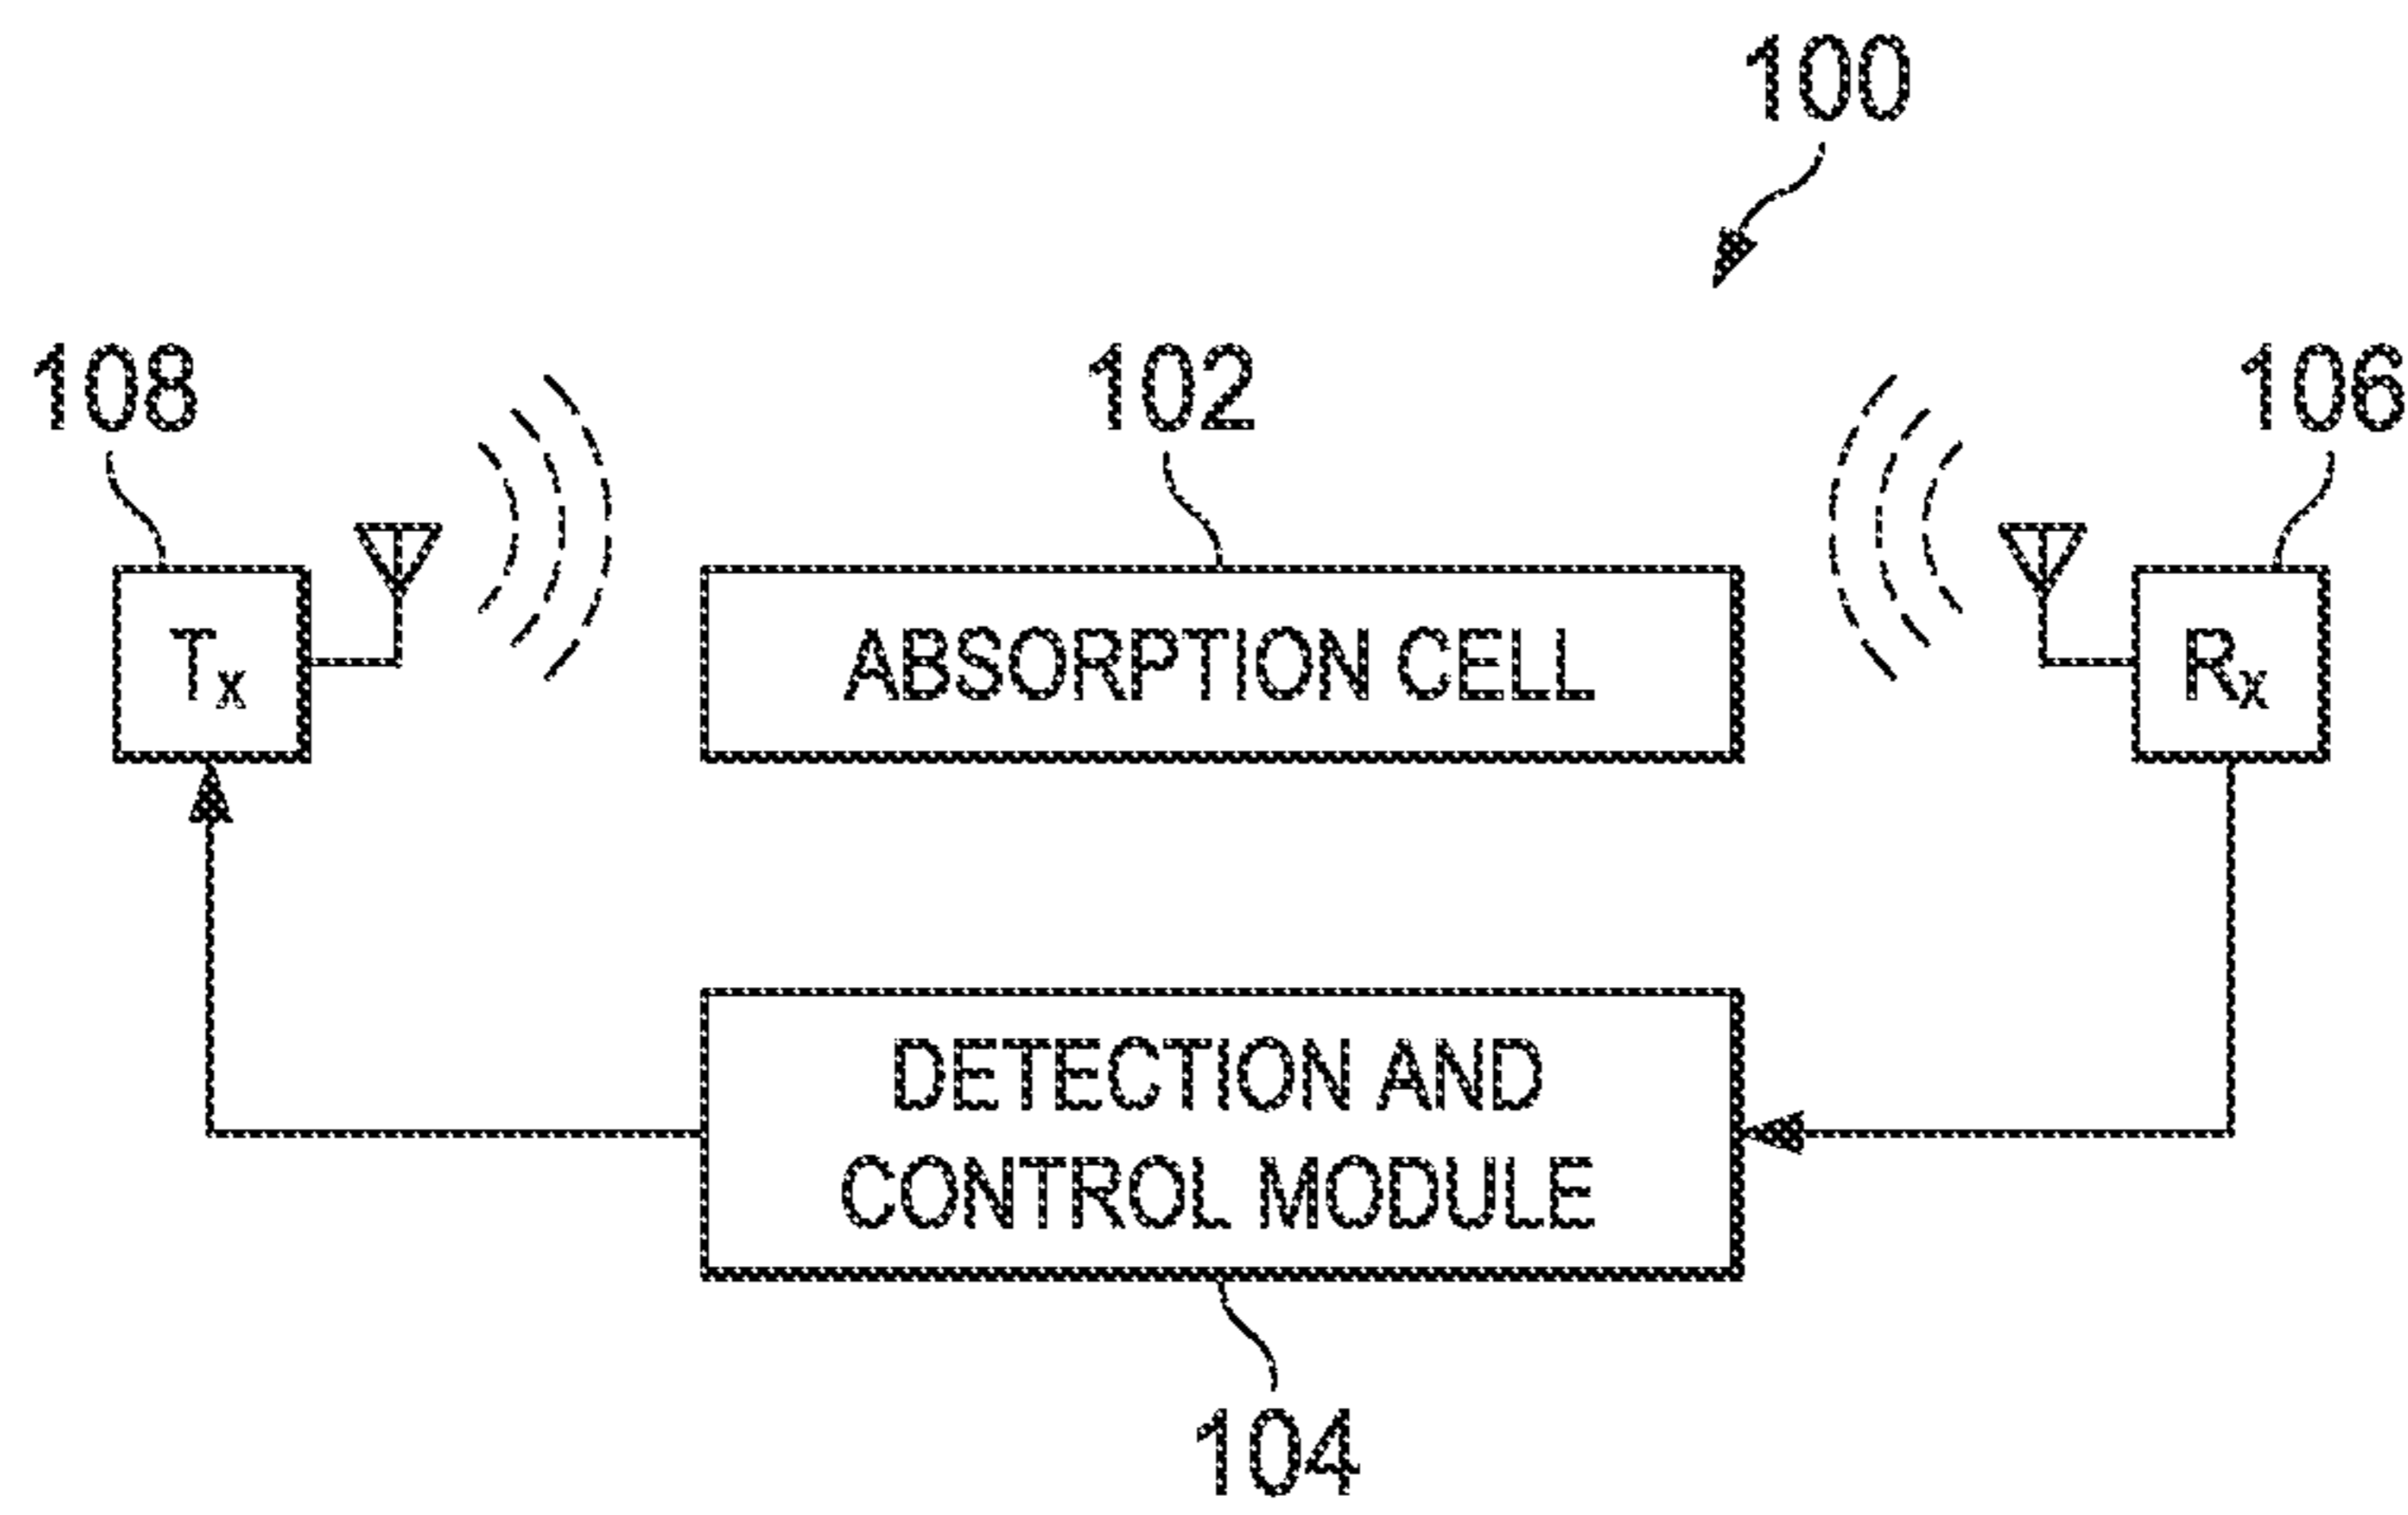 100
108
102
106
Tx
ABSORPTION CELL
Rx
DETECTION AND
CONTROL MODULE
104